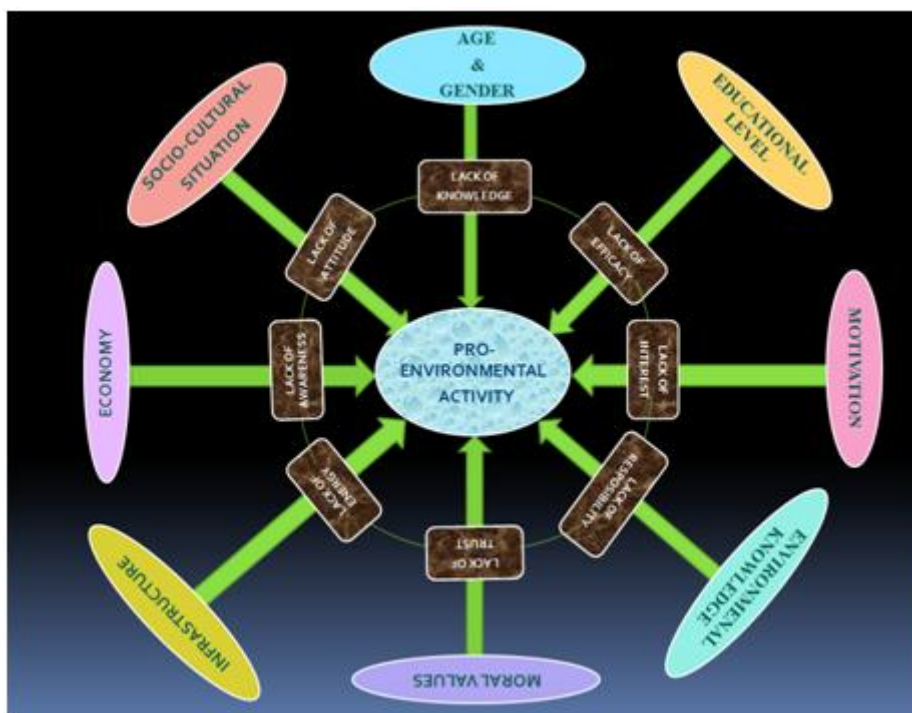 AGE
&
GENDER
EDUCATIONAL
LEVEL
MOTIVATION
ENVIRONMENAL
KNOWLEDGE
MORAL VALUES
INFRASTRUCTURE
ECONOMY
SOCIO-CULTURAL
SITUATION
LACK OF
KNOWLEDGE
LACK OF
EFFICACY
LACK OF
INTEREST
LACK OF
RESPOSIBILITY
LACK OF
TRUST
LACK OF
ENERGY
LACK OF
AWARENESS
LACK OF
ATTITUDE
PRO-
ENVIRONMENTAL
ACTIVITY